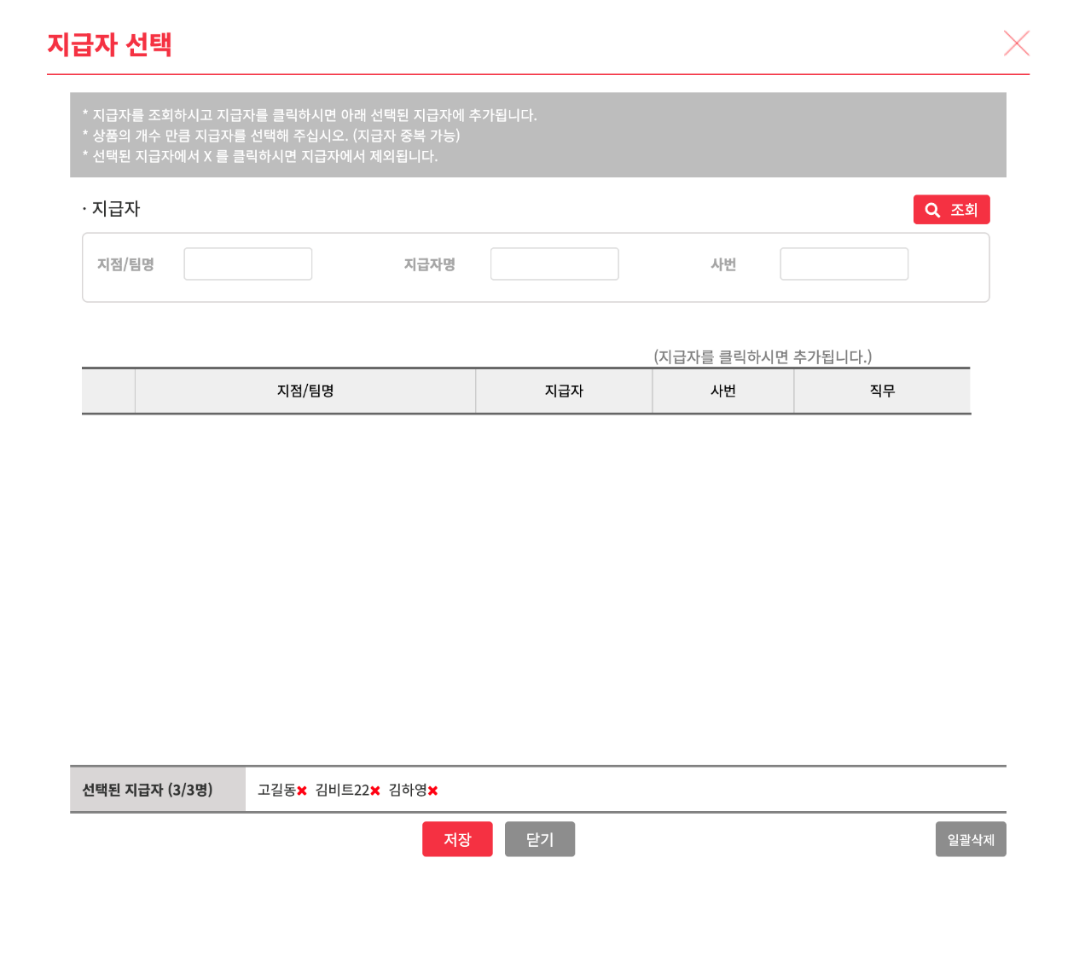 지급자 선택
* 지급자를 조회하시고 지급자를 클릭하시면 아래 선택된 지급자에 추가됩니다.
* 상품의 개수 만큼 지급자를 선택해 주십시오. (지급자 중복 가능)
* 선택된 지급자에서 X 를 클릭하시면 지급자에서 제외됩니다.
· 지급자 조회
지점/팀명 지급자명 사번
(지급자를 클릭하시면 추가됩니다.)
지점/팀명 지급자 사번 직무
선택된 지급자 (3/3명) 고길동✖ 김비트22✖ 김하영✖
저장 닫기 일괄삭제